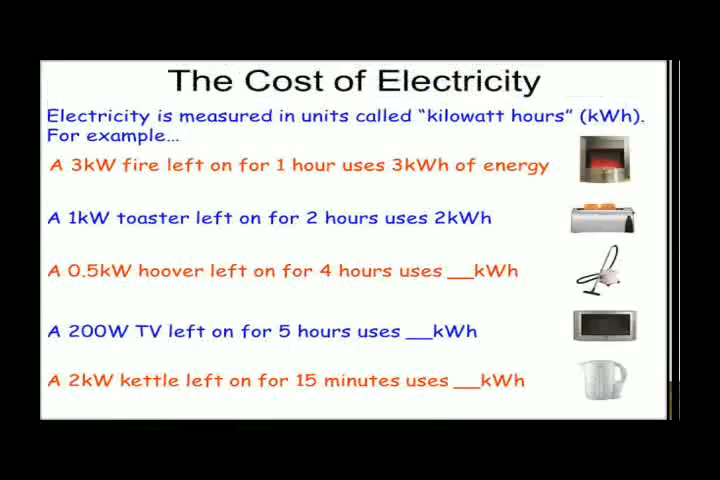 The Cost of Electricity
Electricity is measured in units called “kilowatt hours” (kWh).
For example…
A 3kW fire left on for 1 hour uses 3kWh of energy
A 1kW toaster left on for 2 hours uses 2kWh
A 0.5kW hoover left on for 4 hours uses __kWh
A 200W TV left on for 5 hours uses __kWh
A 2kW kettle left on for 15 minutes uses __kWh